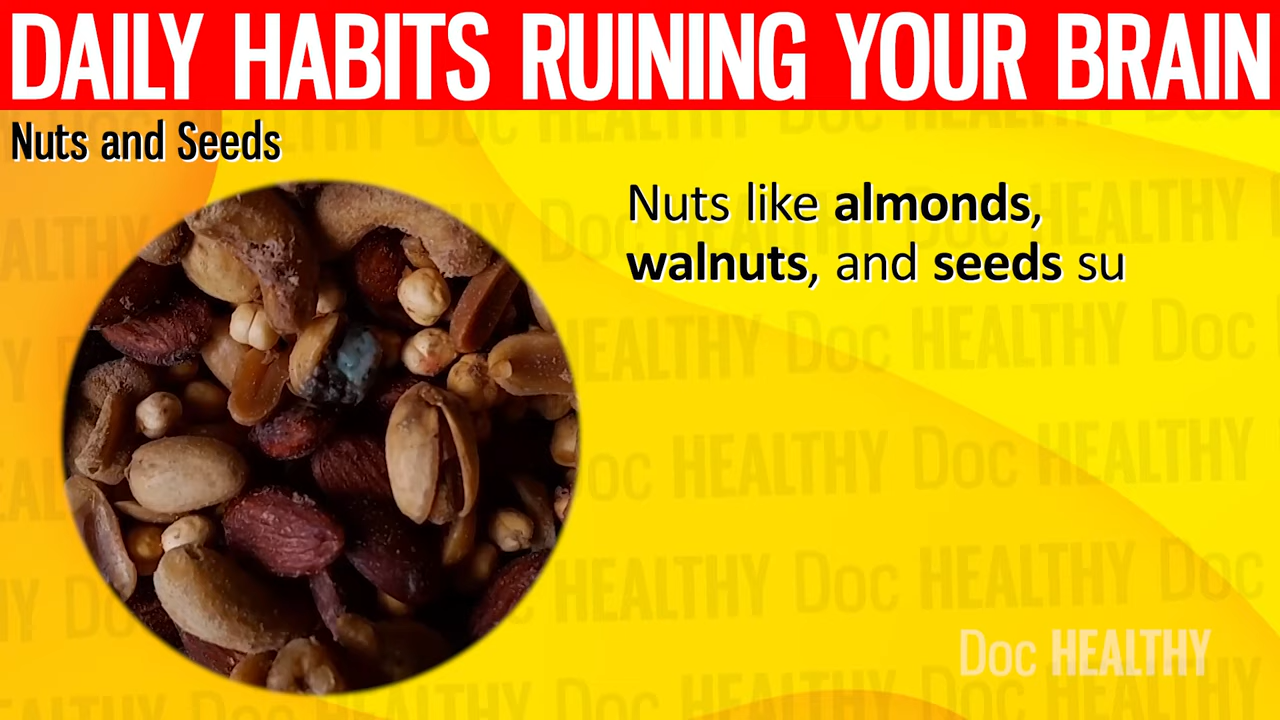 DAILY HABITS RUINING YOUR BRAIN
Nuts and Seeds
Nuts like almonds,
walnuts, and seeds su
Doc HEALTHY